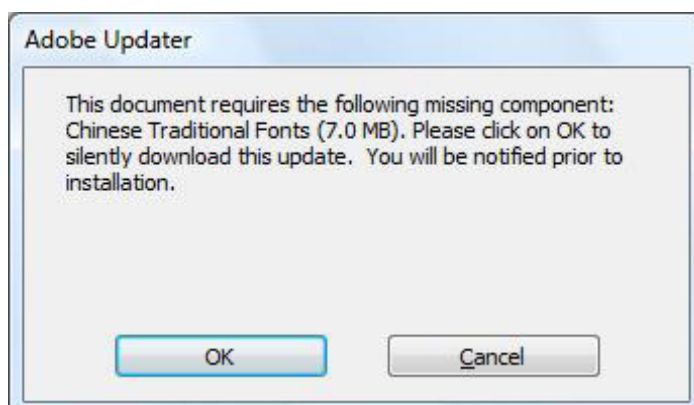 Adobe Updater
This document requires the following missing component:
Chinese Traditional Fonts (7.0 MB). Please click on OK to
silently download this update.  You will be notified prior to
installation.
OK
Cancel